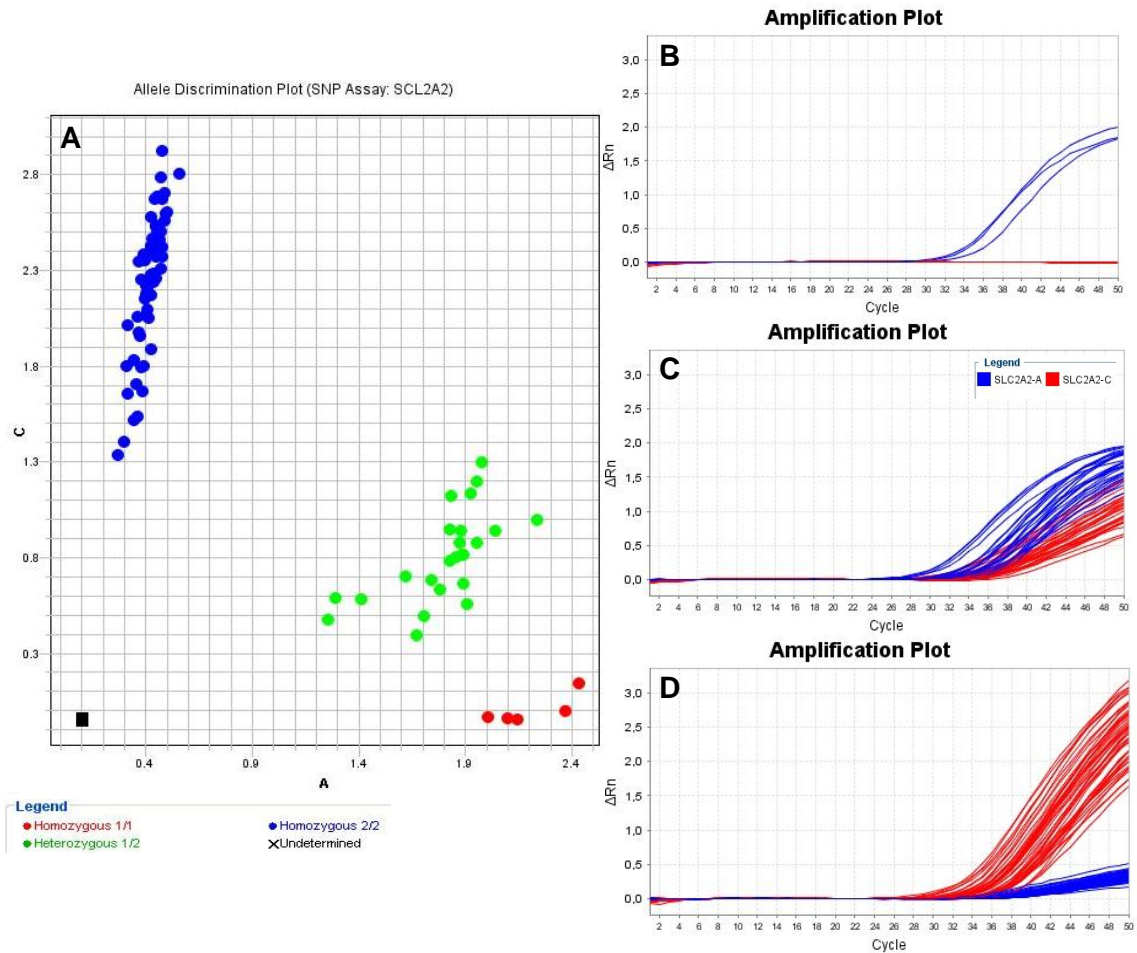 Allele Discrimination Plot (SNP Assay: SCL2A2)
A
2.8
2.3
1.8
1.3
0.8
0.3
C
0.4 0.9 1.4 1.9 2.4
A
Legend
Homozygous 1/1 Homozygous 2/2
Heterozygous 1/2 Undetermined
Amplification Plot
B
3,0
2,5
2,0
1,5
1,0
0,5
0,0
ΔRn
2 4 6 8 10 12 14 16 18 20 22 24 26 28 30 32 34 36 38 40 42 44 46 48 50
Cycle
Amplification Plot
C
Legend
SLC2A2-A SLC2A2-C
3,0
2,5
2,0
1,5
1,0
0,5
0,0
ΔRn
2 4 6 8 10 12 14 16 18 20 22 24 26 28 30 32 34 36 38 40 42 44 46 48 50
Cycle
Amplification Plot
D
3,0
2,5
2,0
1,5
1,0
0,5
0,0
ΔRn
2 4 6 8 10 12 14 16 18 20 22 24 26 28 30 32 34 36 38 40 42 44 46 48 50
Cycle